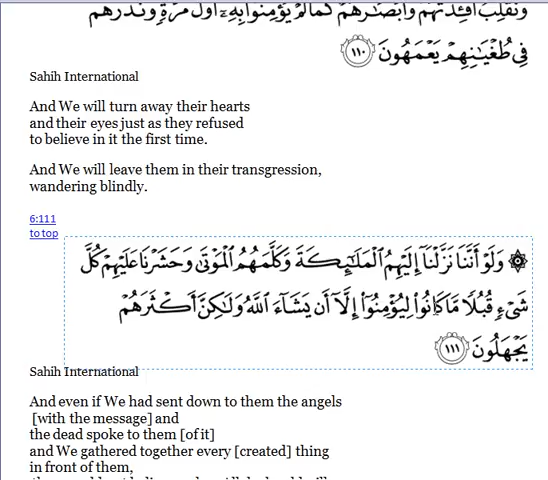 وَنُقَلِّبُ أَفْـِٔدَتَهُمْ وَأَبْصَـٰرَهُمْ كَمَا لَمْ يُؤْمِنُوا۟ بِهِۦٓ أَوَّلَ مَرَّةٍ وَنَذَرُهُمْ
فِى طُغْيَـٰنِهِمْ يَعْمَهُونَ ١١٠
Sahih International
And We will turn away their hearts
and their eyes just as they refused
to believe in it the first time.
And We will leave them in their transgression,
wandering blindly.
6:111
to top
۞ وَلَوْ أَنَّنَا نَزَّلْنَآ إِلَيْهِمُ ٱلْمَلَـٰٓئِكَةَ وَكَلَّمَهُمُ ٱلْمَوْتَىٰ وَحَشَرْنَا عَلَيْهِمْ كُلَّ
شَىْءٍ قُبُلًا مَّا كَانُوا۟ لِيُؤْمِنُوٓا۟ إِلَّآ أَن يَشَآءَ ٱللَّهُ وَلَـٰكِنَّ أَكْثَرَهُمْ
يَجْهَلُونَ ١١١
Sahih International
And even if We had sent down to them the angels
[with the message] and
the dead spoke to them [of it]
and We gathered together every [created] thing
in front of them,